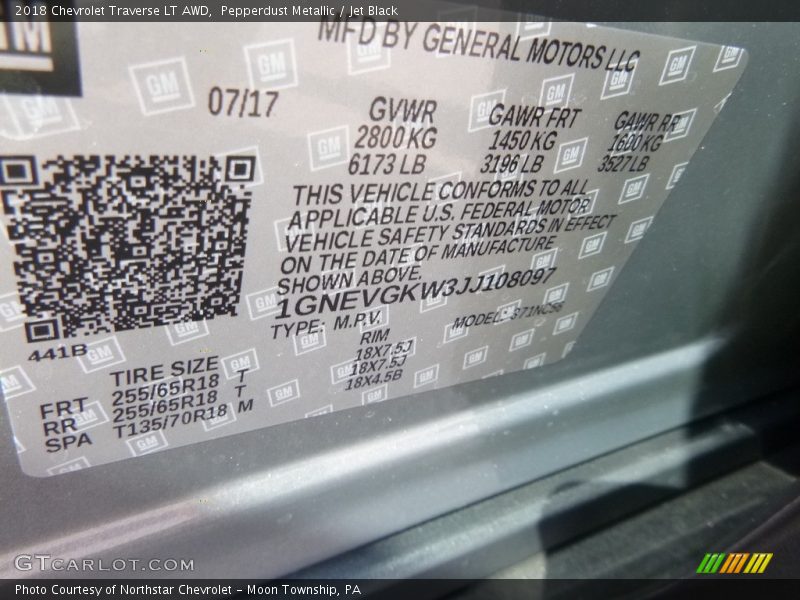 2018 Chevrolet Traverse LT AWD, Pepperdust Metallic / Jet Black
GM
MFD BY GENERAL MOTORS LLC
07/17
GVWR GAWR FRT GAWR RR
2800 KG 1450 KG 1600 KG
6173 LB 3196 LB 3527 LB
THIS VEHICLE CONFORMS TO ALL
APPLICABLE U.S. FEDERAL MOTOR
VEHICLE SAFETY STANDARDS IN EFFECT
ON THE DATE OF MANUFACTURE
SHOWN ABOVE.
1GNEVGKW3JJ108097
TYPE: M.P.V. MODEL:
441B
TIRE SIZE RIM
FRT 255/65R18 T 18X7.5J
RR 255/65R18 T 18X7.5J
SPA T135/70R18 M 18X4.5B
GTCARLOT.COM
Photo Courtesy of Northstar Chevrolet - Moon Township, PA